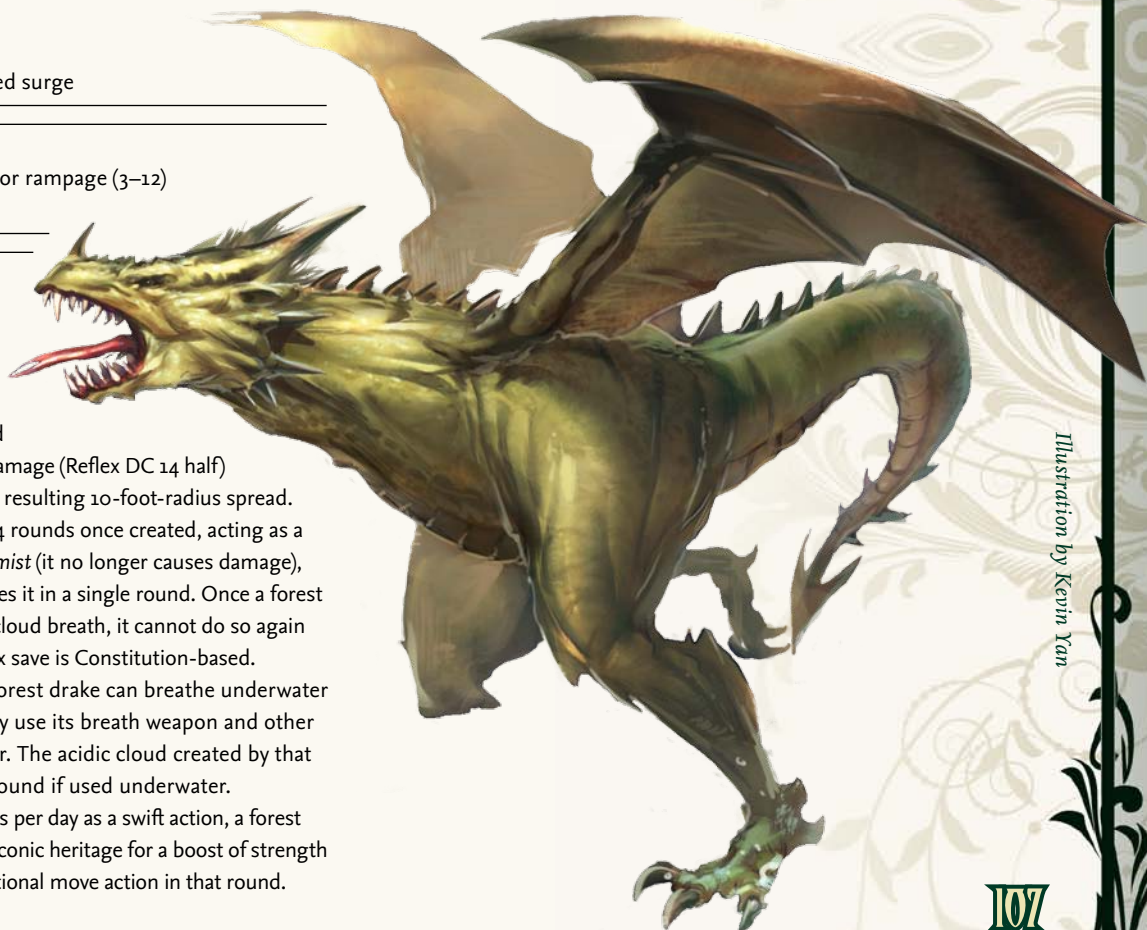 ed surge
or rampage (3–12)
d
amage (Reflex DC 14 half)
resulting 10-foot-radius spread.
4 rounds once created, acting as a
mist (it no longer causes damage),
es it in a single round. Once a forest
cloud breath, it cannot do so again
x save is Constitution-based.
orest drake can breathe underwater
y use its breath weapon and other
r. The acidic cloud created by that
ound if used underwater.
s per day as a swift action, a forest
conic heritage for a boost of strength
tional move action in that round.
Illustration by Kevin Yan
107